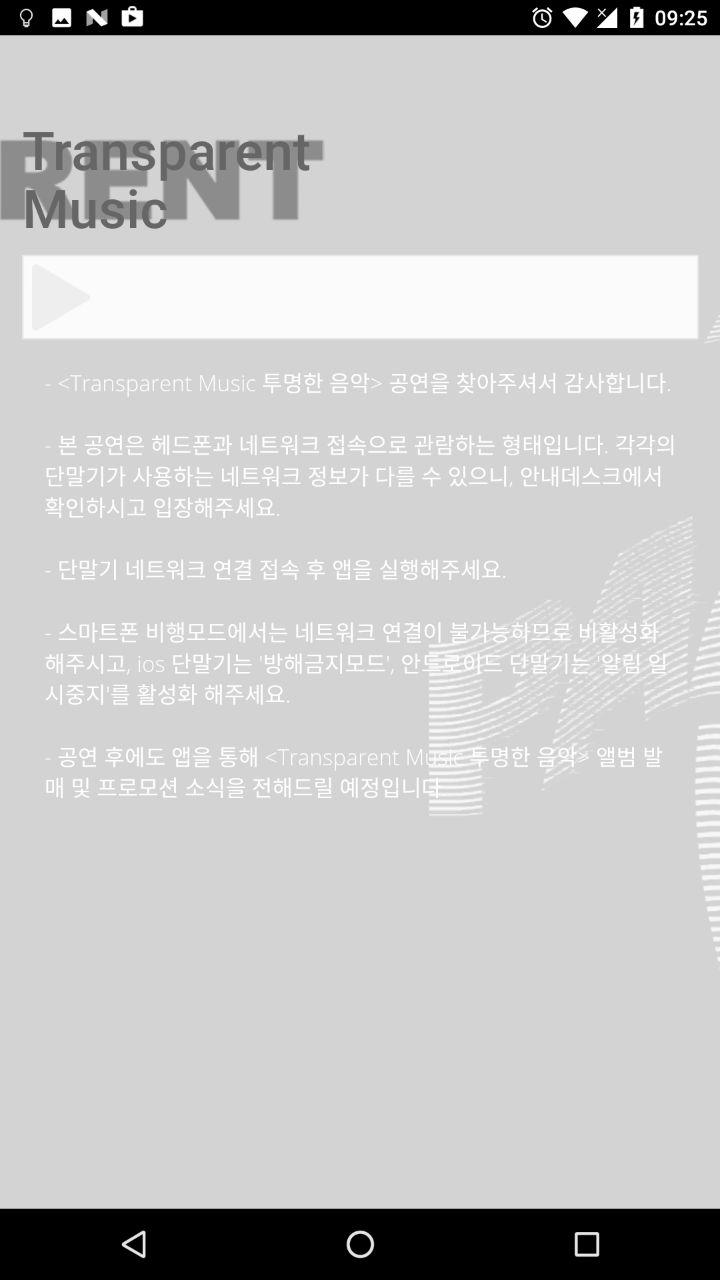 09:25
RENT
Transparent
Music
- <Transparent Music 투명한 음악> 공연을 찾아주셔서 감사합니다.
- 본 공연은 헤드폰과 네트워크 접속으로 관람하는 형태입니다. 각각의
단말기가 사용하는 네트워크 정보가 다를 수 있으니, 안내데스크에서
확인하시고 입장해주세요.
- 단말기 네트워크 연결 접속 후 앱을 실행해주세요.
- 스마트폰 비행모드에서는 네트워크 연결이 불가능하므로 비활성화
해주시고, ios 단말기는 '방해금지모드', 안드로이드 단말기는 '알림 일
시중지'를 활성화 해주세요.
- 공연 후에도 앱을 통해 <Transparent Music 투명한 음악> 앨범 발
매 및 프로모션 소식을 전해드릴 예정입니다